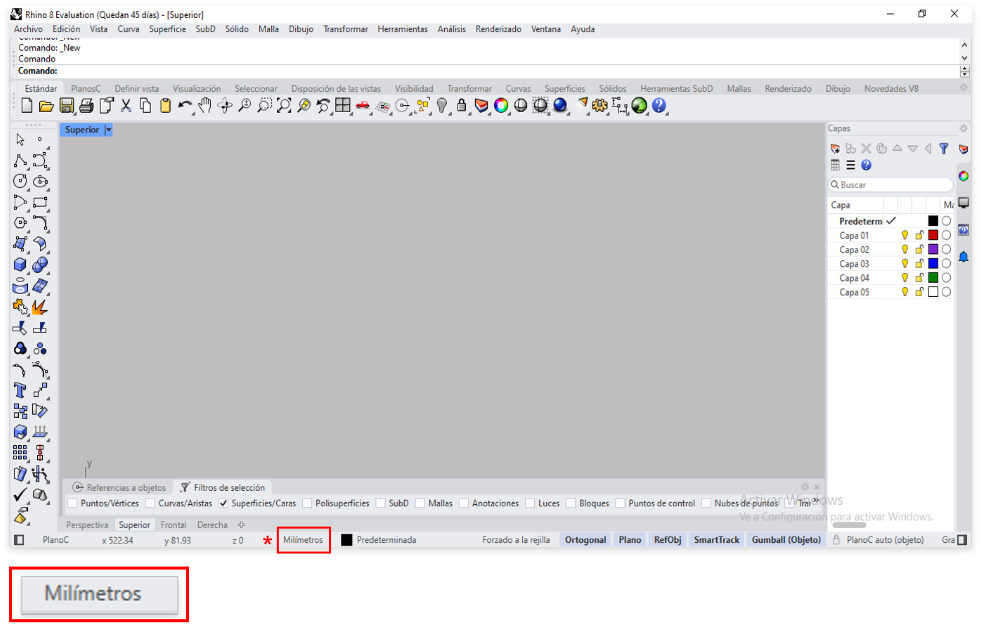 Rhino 8 Evaluation (Quedan 45 días) - [Superior]
Archivo Edición Vista Curva Superficie SubD Sólido Malla Dibujo Transformar Herramientas Análisis Renderizado Ventana Ayuda
Comando: _New
Comando: _New
Comando
Comando:
Estándar PlanosC Definir vista Visualización Seleccionar Disposición de las vistas Visibilidad Transformar Curvas Superficies Sólidos Herramientas SubD Mallas Renderizado Dibujo Novedades V8
Superior
Capas
Buscar
Capa Ma
Predeterm
Capa 01
Capa 02
Capa 03
Capa 04
Capa 05
y
Referencias a objetos Filtros de selección
Puntos/Vértices Curvas/Aristas Superficies/Caras Polisuperficies SubD Mallas Anotaciones Luces Bloques Puntos de control Nubes de puntos
Activar Windows
Ve a Configuración para activar Windows.
Perspectiva Superior Frontal Derecha
PlanoC x 522.34 y 81.93 z 0 * Milímetros Predeterminada Forzado a la rejilla Ortogonal Plano RefObj SmartTrack Gumball (Objeto) PlanoC auto (objeto) Gra
Milímetros